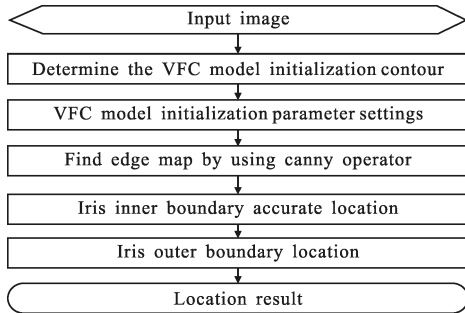 Input image
Determine the VFC model initialization contour
VFC model initialization parameter settings
Find edge map by using canny operator
Iris inner boundary accurate location
Iris outer boundary location
Location result